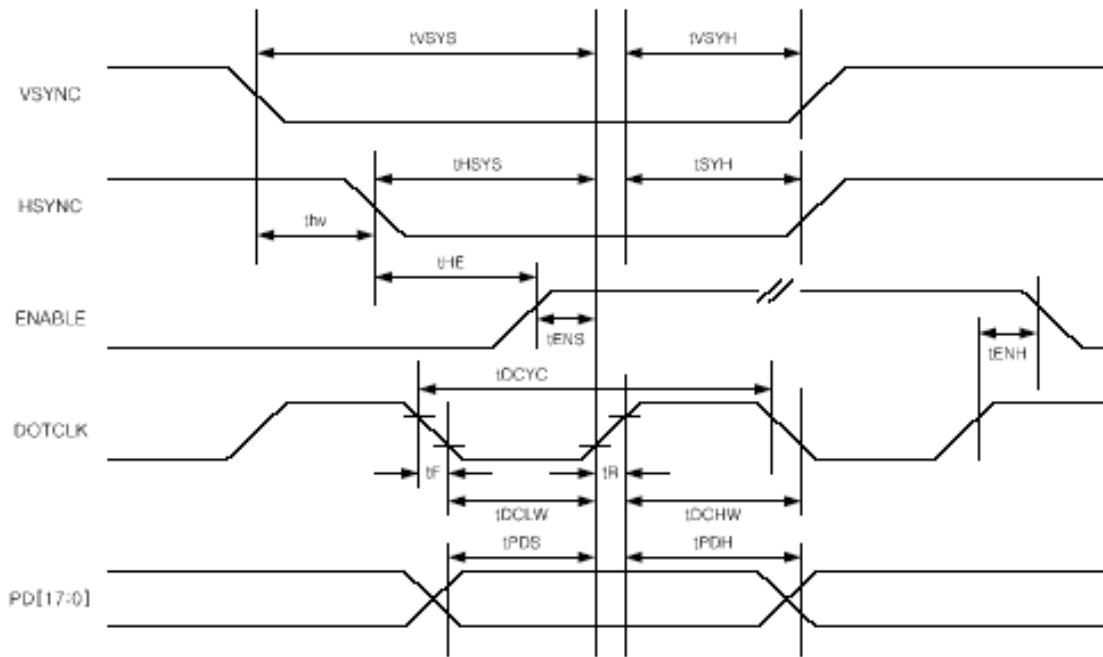 tVSYS tVSYH
VSYNC
tHSYS tSYH
HSYNC
thv
tHE
ENABLE
tENS
tENH
tDCYC
DOTCLK
tF tR
tDCLW tDCHW
tPDS tPDH
PD[17:0]